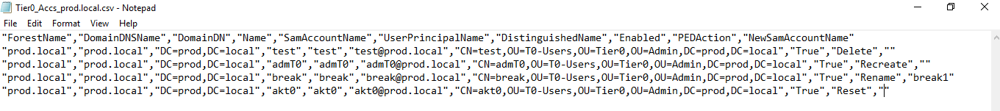 Tier0_Accs_prod.local.csv - Notepad
File Edit Format View Help
"ForestName","DomainDNSName","DomainDN","Name","SamAccountName","UserPrincipalName","DistinguishedName","Enabled","PEDAction","NewSamAccountName"
"prod.local","prod.local","DC=prod,DC=local","test","test","test@prod.local","CN=test,OU=T0-Users,OU=Tier0,OU=Admin,DC=prod,DC=local","True","Delete",""
"prod.local","prod.local","DC=prod,DC=local","admT0","admT0","admT0@prod.local","CN=admT0,OU=T0-Users,OU=Tier0,OU=Admin,DC=prod,DC=local","True","Recreate",""
"prod.local","prod.local","DC=prod,DC=local","break","break","break@prod.local","CN=break,OU=T0-Users,OU=Tier0,OU=Admin,DC=prod,DC=local","True","Rename","break1"
"prod.local","prod.local","DC=prod,DC=local","akt0","akt0","akt0@prod.local","CN=akt0,OU=T0-Users,OU=Tier0,OU=Admin,DC=prod,DC=local","True","Reset",""